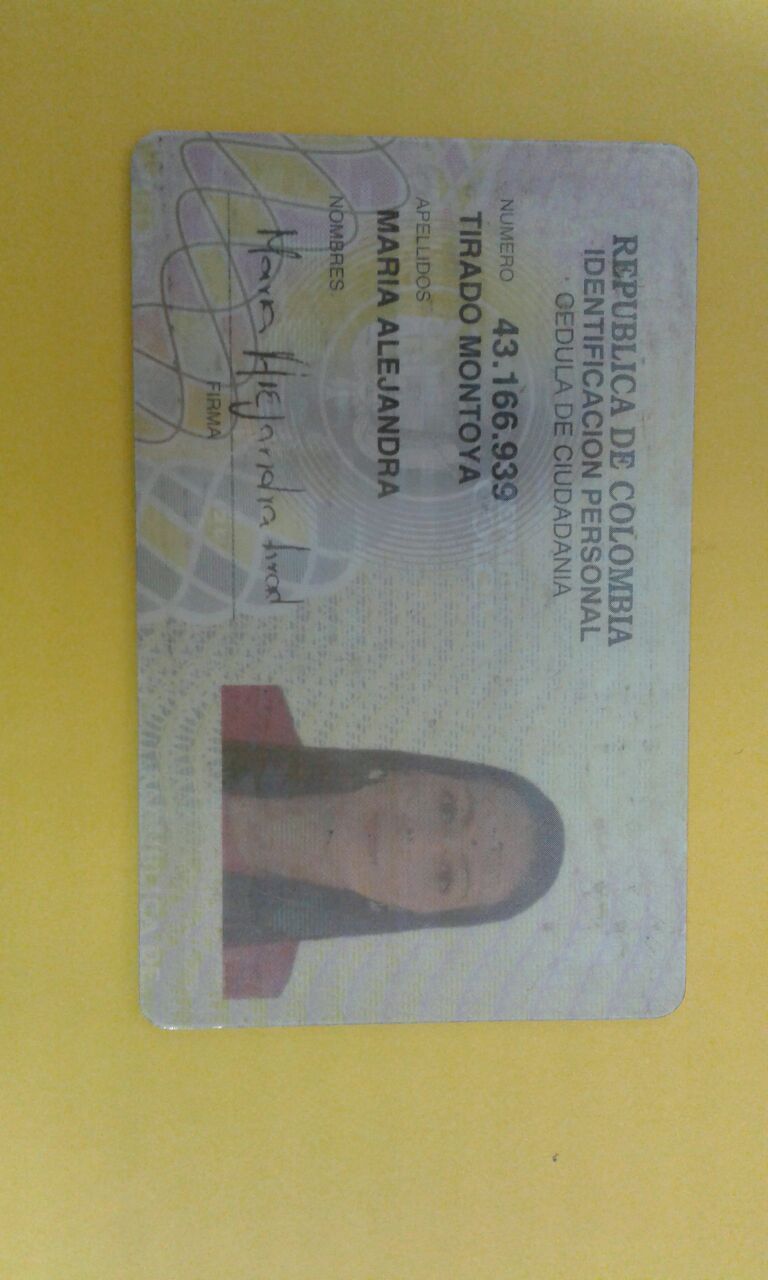 REPUBLICA DE COLOMBIA
IDENTIFICACION PERSONAL
CEDULA DE CIUDADANIA
NUMERO 43.166.939
TIRADO MONTOYA
APELLIDOS
MARIA ALEJANDRA
NOMBRES
Maria Alejandra tirad
FIRMA